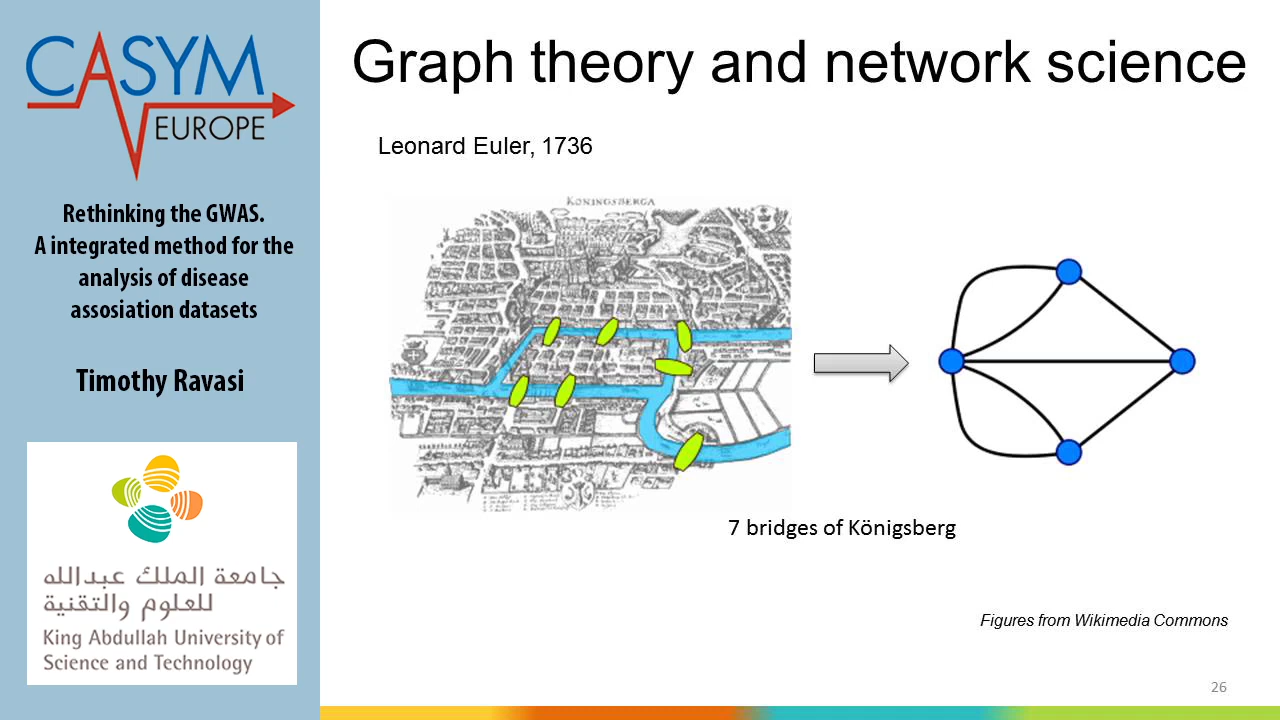 CASYM
EUROPE
Rethinking the GWAS.
A integrated method for the
analysis of disease
assosiation datasets
Timothy Ravasi
جامعة الملك عبدالله
للعلوم والتقنية
King Abdullah University of
Science and Technology
Graph theory and network science
Leonard Euler, 1736
KONINGSBERGA
7 bridges of Königsberg
Figures from Wikimedia Commons
26